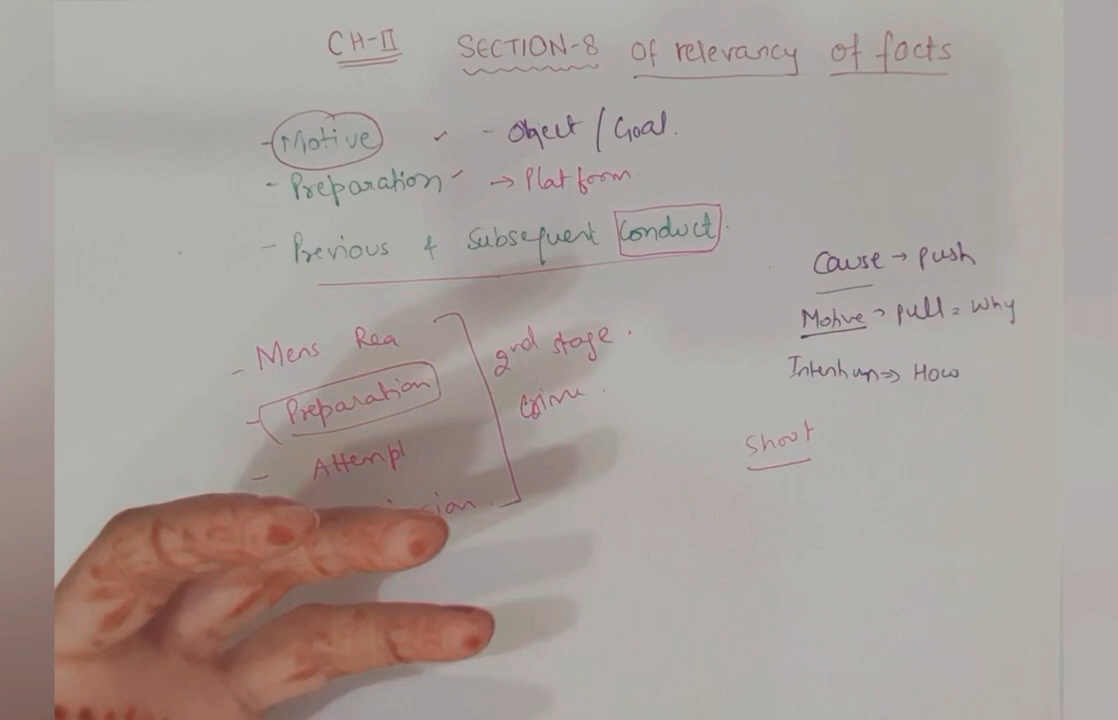 CH-II SECTION-8 Of relevancy of facts
- Motive ✓ - Object / Goal.
- Preparation → Platform.
- Previous & Subsequent Conduct.
Cause → push
Motive → pull = Why
Intention ⇒ How
- Mens Rea
- Preparation
- Attempt
2nd stage.
Crime.
Shoot